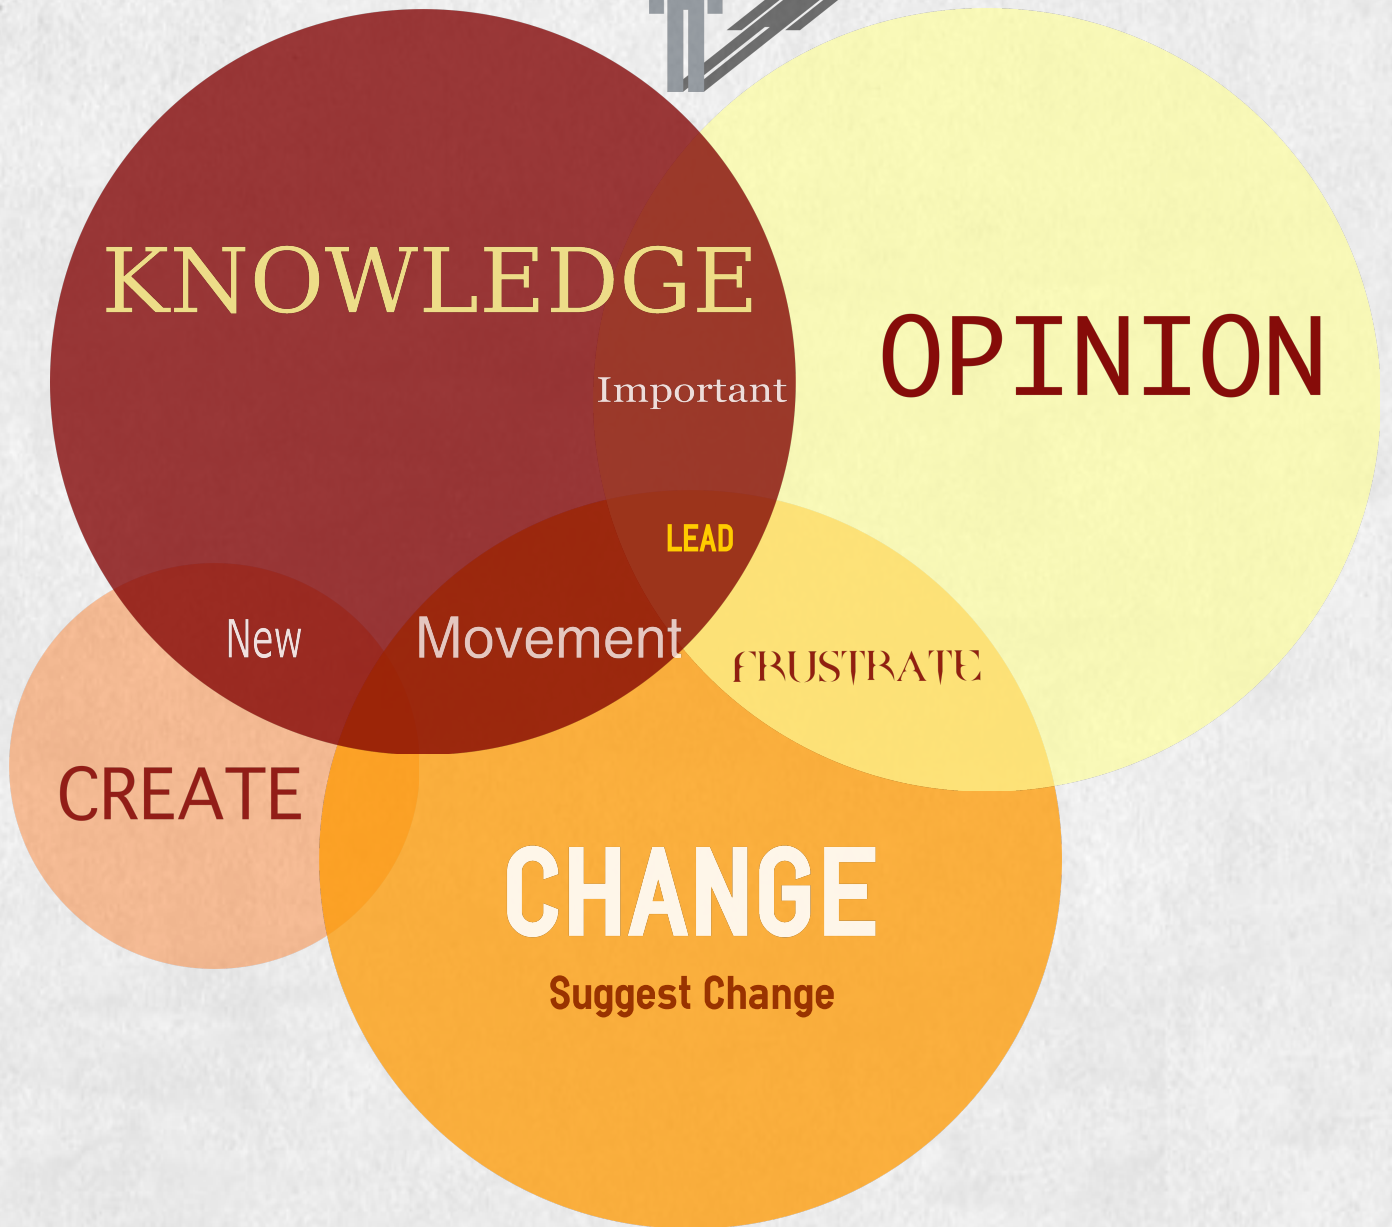 KNOWLEDGE
OPINION
Important
LEAD
New
Movement
FRUSTRATE
CREATE
CHANGE
Suggest Change